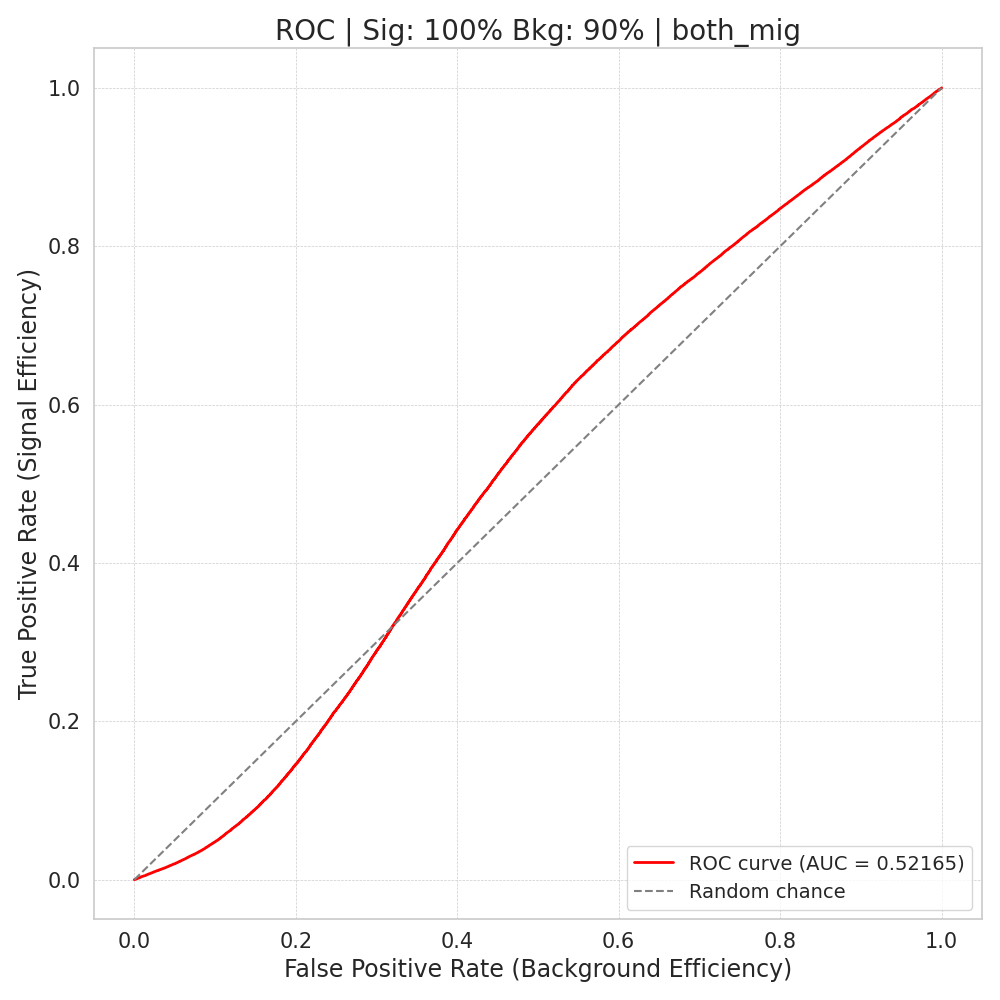 ROC | Sig: 100% Bkg: 90% | both_mig
True Positive Rate (Signal Efficiency)
1.0
0.8
0.6
0.4
0.2
0.0
ROC curve (AUC = 0.52165)
Random chance
0.0 0.2 0.4 0.6 0.8 1.0
False Positive Rate (Background Efficiency)